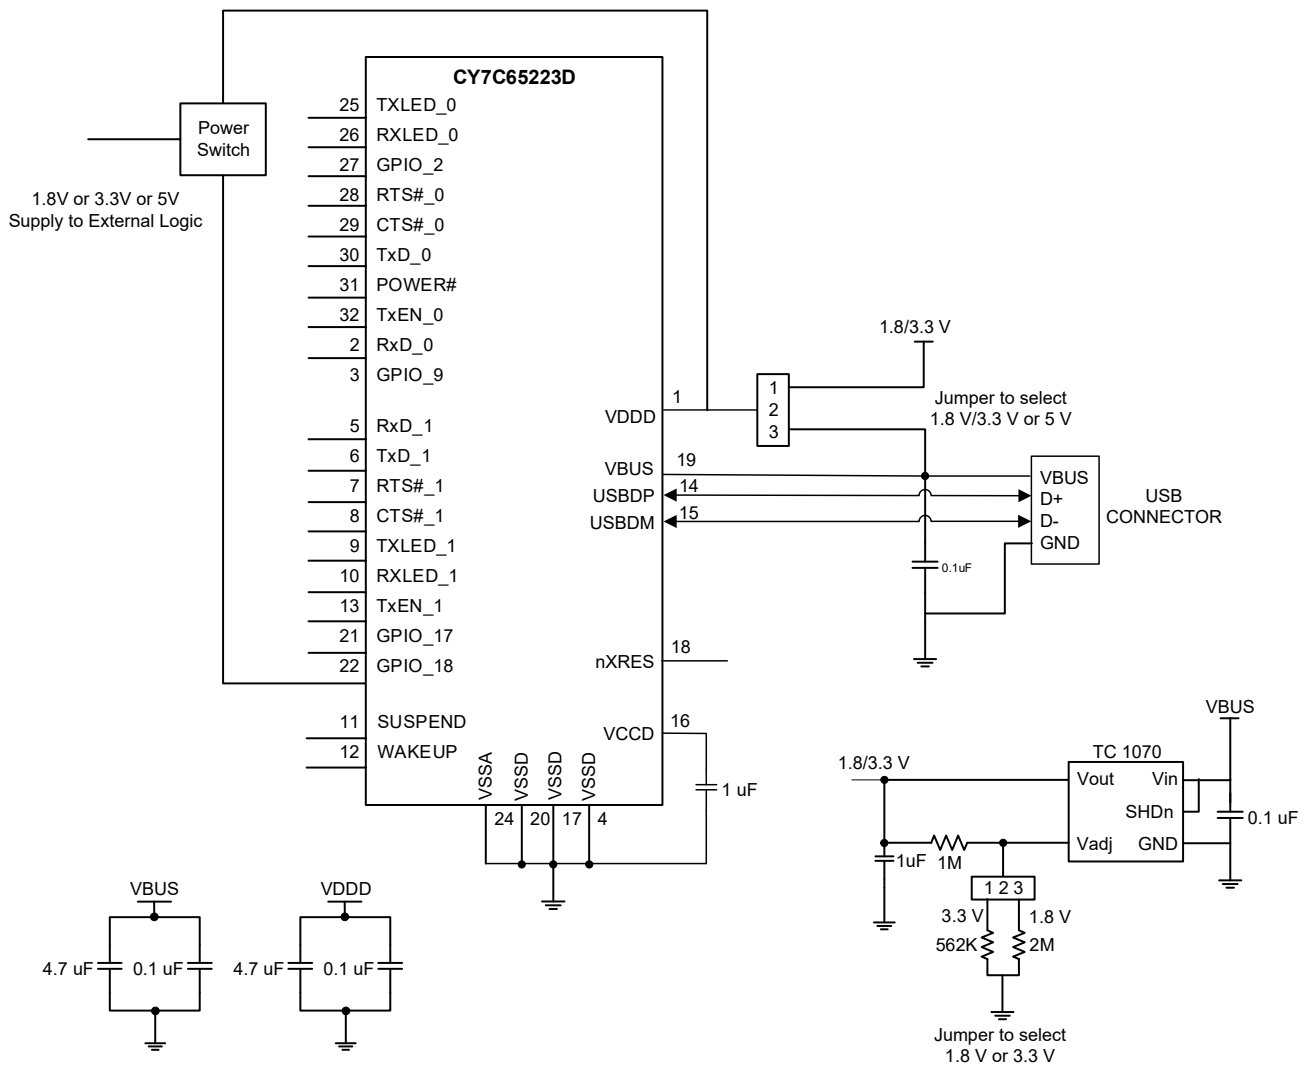 CY7C65223D
Power
Switch
1.8V or 3.3V or 5V
Supply to External Logic
25 TXLED_0
26 RXLED_0
27 GPIO_2
28 RTS#_0
29 CTS#_0
30 TxD_0
31 POWER#
32 TxEN_0
2 RxD_0
3 GPIO_9
5 RxD_1
6 TxD_1
7 RTS#_1
8 CTS#_1
9 TXLED_1
10 RXLED_1
13 TxEN_1
21 GPIO_17
22 GPIO_18
11 SUSPEND
12 WAKEUP
VDDD 1
VBUS 19
USBDP 14
USBDM 15
nXRES 18
VCCD 16
VSSA
VSSD
VSSD
VSSD
24 20 17 4
1 uF
1.8/3.3 V
1
2
3
Jumper to select
1.8 V/3.3 V or 5 V
VBUS
D+
D-
GND
USB
CONNECTOR
0.1uF
VBUS
TC 1070
1.8/3.3 V
Vout Vin
SHDn
Vadj GND
0.1 uF
1uF
1M
1 2 3
3.3 V 1.8 V
562K 2M
Jumper to select
1.8 V or 3.3 V
VBUS
4.7 uF 0.1 uF
VDDD
4.7 uF 0.1 uF